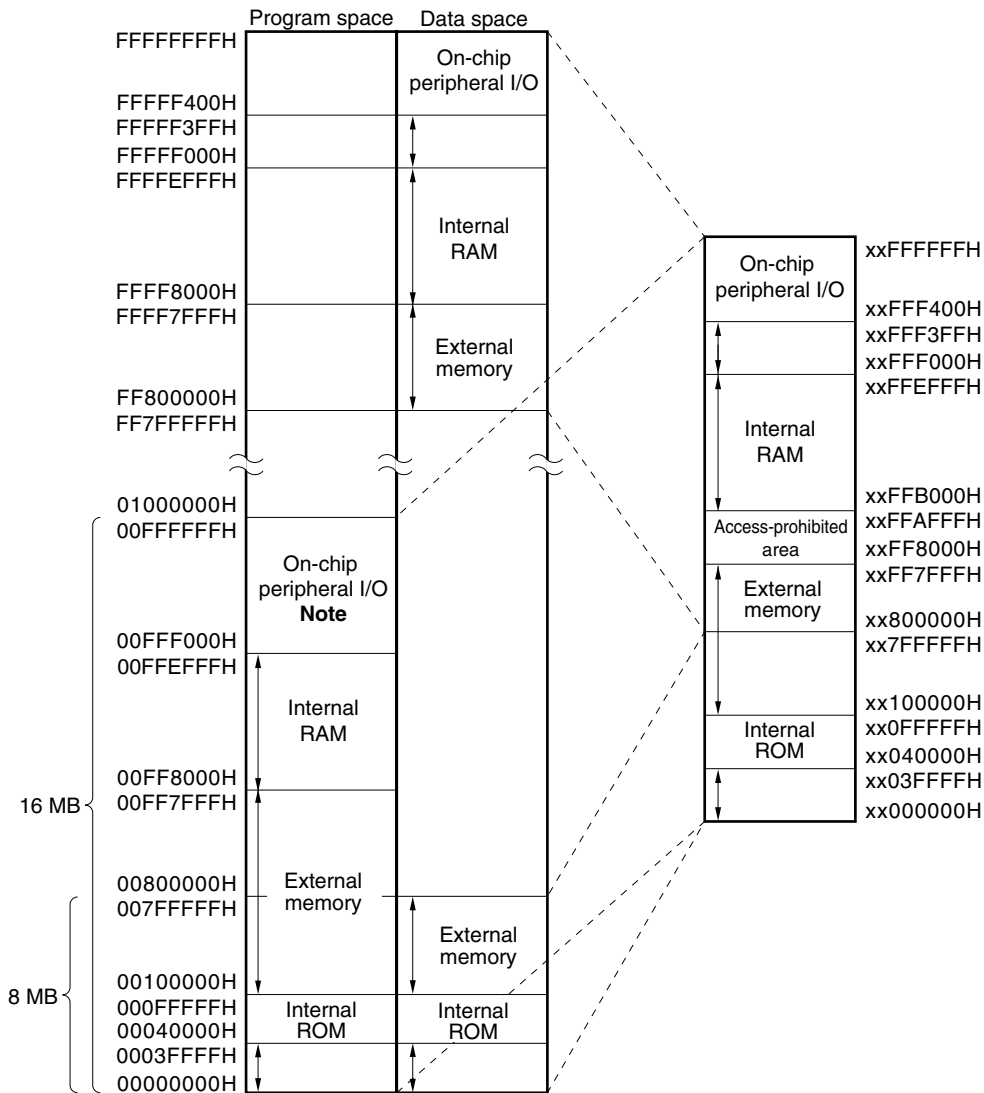 Program space Data space
FFFFFFFFH
On-chip
peripheral I/O
FFFFF400H
FFFFF3FFH
FFFFF000H
FFFFEFFFH
Internal
RAM
FFFF8000H
FFFF7FFFH
External
memory
FF800000H
FF7FFFFFH
01000000H
00FFFFFFH
On-chip
peripheral I/O
Note
00FFF000H
00FFEFFFH
Internal
RAM
00FF8000H
00FF7FFFH
16 MB
External
memory
00800000H
007FFFFFH
External
memory
8 MB
00100000H
000FFFFFH
00040000H
Internal
ROM
Internal
ROM
0003FFFFH
00000000H
On-chip
peripheral I/O
xxFFFFFFH
xxFFF400H
xxFFF3FFH
xxFFF000H
xxFFEFFFH
Internal
RAM
xxFFB000H
xxFFAFFFH
Access-prohibited
area
xxFF8000H
xxFF7FFFH
External
memory
xx800000H
xx7FFFFFH
xx100000H
xx0FFFFFH
Internal
ROM
xx040000H
xx03FFFFH
xx000000H